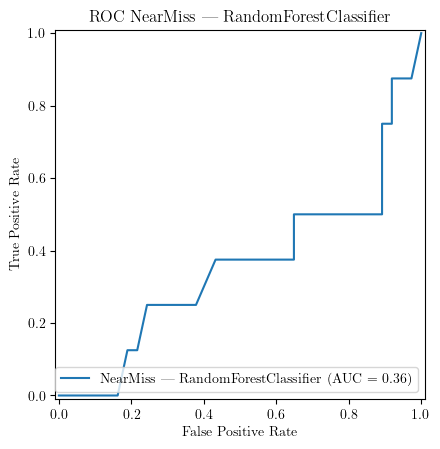 ROC NearMiss — RandomForestClassifier
1.0
0.8
0.6
0.4
0.2
0.0
True Positive Rate
NearMiss — RandomForestClassifier (AUC = 0.36)
0.0 0.2 0.4 0.6 0.8 1.0
False Positive Rate